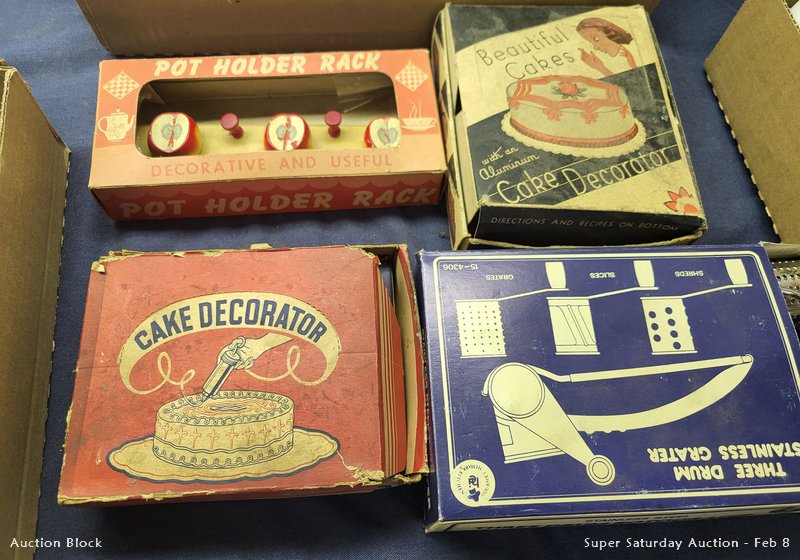 POT HOLDER RACK
DECORATIVE AND USEFUL
POT HOLDER RACK
Beautiful
Cakes
with an
Aluminum
Cake Decorator
DIRECTIONS AND RECIPES ON BOTTOM
CAKE DECORATOR
THREE DRUM
STAINLESS GRATER
SHREDS
SLICES
GRATES
15-4306
Auction Block
Super Saturday Auction - Feb 8